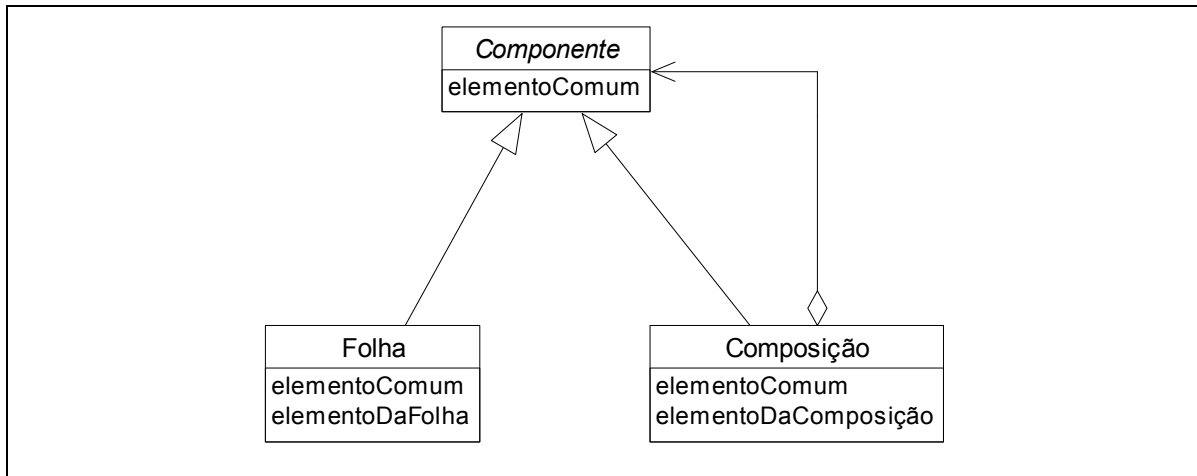 Componente
elementoComum
Folha
elementoComum
elementoDaFolha
Composição
elementoComum
elementoDaComposição